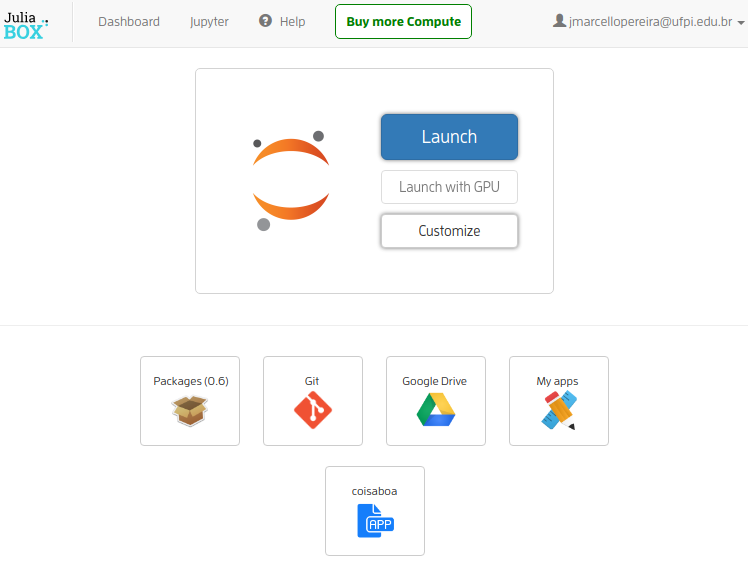 Julia
BOX
Dashboard
Jupyter
Help
Buy more Compute
jmarcellopereira@ufpi.edu.br
Launch
Launch with GPU
Customize
Packages (0.6)
Git
Google Drive
My apps
coisaboa
APP